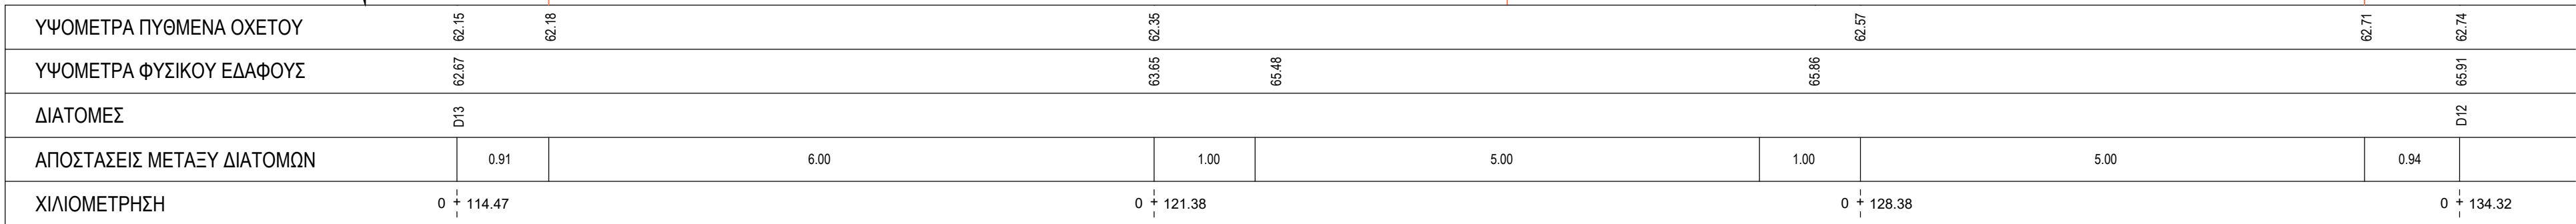 ΥΨΟΜΕΤΡΑ ΠΥΘΜΕΝΑ ΟΧΕΤΟΥ 62.15 62.18 62.35 62.57 62.71 62.74
ΥΨΟΜΕΤΡΑ ΦΥΣΙΚΟΥ ΕΔΑΦΟΥΣ 62.67 63.65 65.48 65.86 65.91
ΔΙΑΤΟΜΕΣ D13 D12
ΑΠΟΣΤΑΣΕΙΣ ΜΕΤΑΞΥ ΔΙΑΤΟΜΩΝ 0.91 6.00 1.00 5.00 1.00 5.00 0.94
ΧΙΛΙΟΜΕΤΡΗΣΗ 0 + 114.47 0 + 121.38 0 + 128.38 0 + 134.32